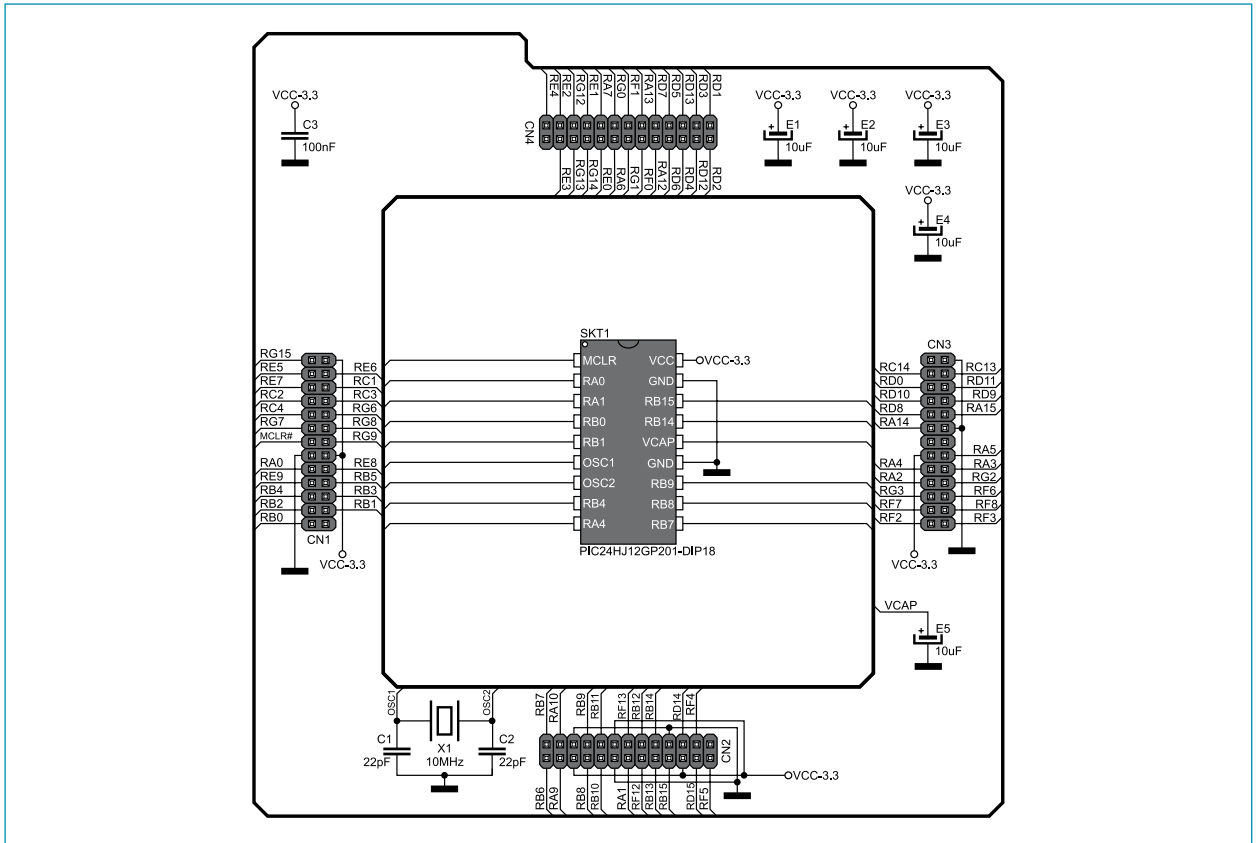 RE4 RE2 RG12 RE1 RA7 RG0 RF1 RA13 RD7 RD5 RD13 RD3 RD1
CN4
RE3 RG13 RG14 RE0 RA6 RG1 RF0 RA12 RD6 RD4 RD12 RD2
VCC-3.3
C3
100nF
VCC-3.3
+ E1
10uF
VCC-3.3
+ E2
10uF
VCC-3.3
+ E3
10uF
VCC-3.3
+ E4
10uF
SKT1
MCLR VCC VCC-3.3
RA0 GND
RA1 RB15
RB0 RB14
RB1 VCAP
OSC1 GND
OSC2 RB9
RB4 RB8
RA4 RB7
PIC24HJ12GP201-DIP18
RG15
RE5 RE6
RE7 RC1
RC2 RC3
RC4 RG6
RG7 RG8
MCLR# RG9
RA0 RE8
RE9 RB5
RB4 RB3
RB2 RB1
RB0
CN1
VCC-3.3
CN3
RC14 RC13
RD0 RD11
RD10 RD9
RD8 RA15
RA14
RA5
RA4 RA3
RA2 RG2
RG3 RF6
RF7 RF8
RF2 RF3
VCC-3.3
VCAP
+ E5
10uF
OSC1 OSC2
C1
22pF
X1
10MHz
C2
22pF
RB7 RA10 RB9 RB11 RF13 RB12 RB14 RD14 RF4
CN2
VCC-3.3
RB6 RA9 RB8 RB10 RA1 RF12 RB13 RB15 RD15 RF5